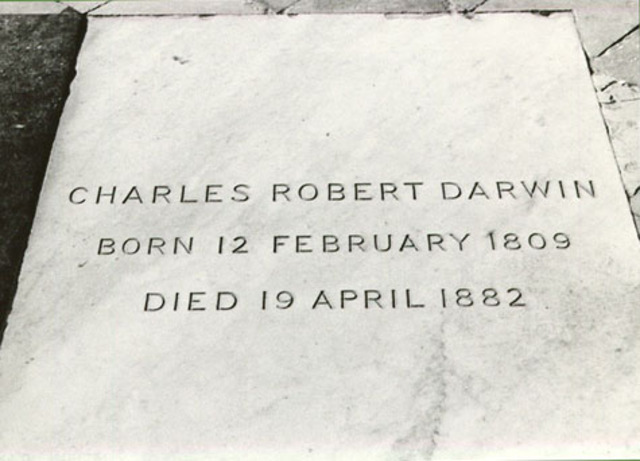 CHARLES ROBERT DARWIN
BORN 12 FEBRUARY 1809
DIED 19 APRIL 1882